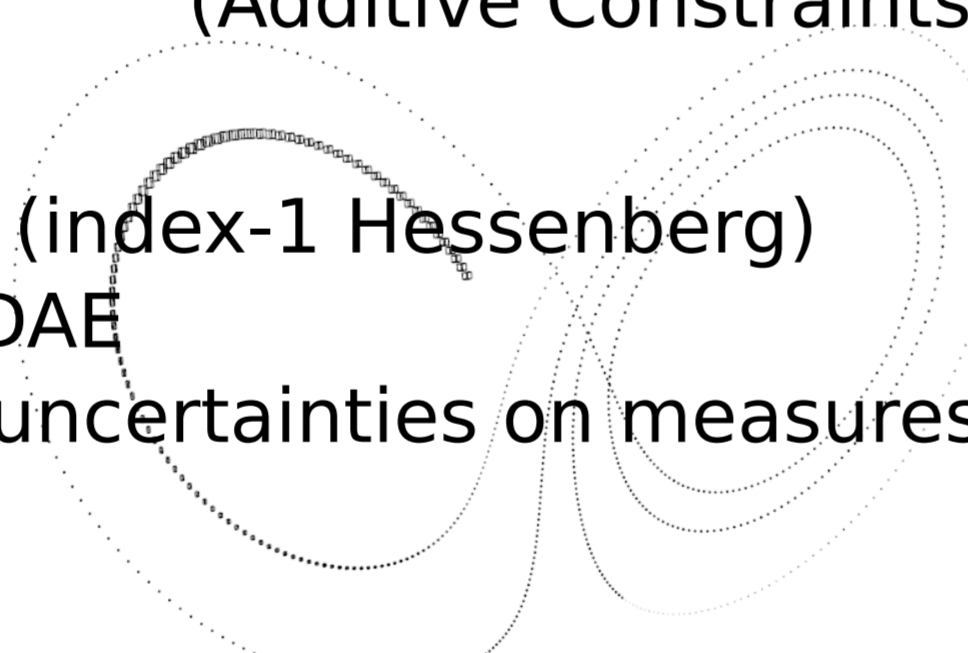 (Additive Constraints
(index-1 Hessenberg)
DAE
uncertainties on measures